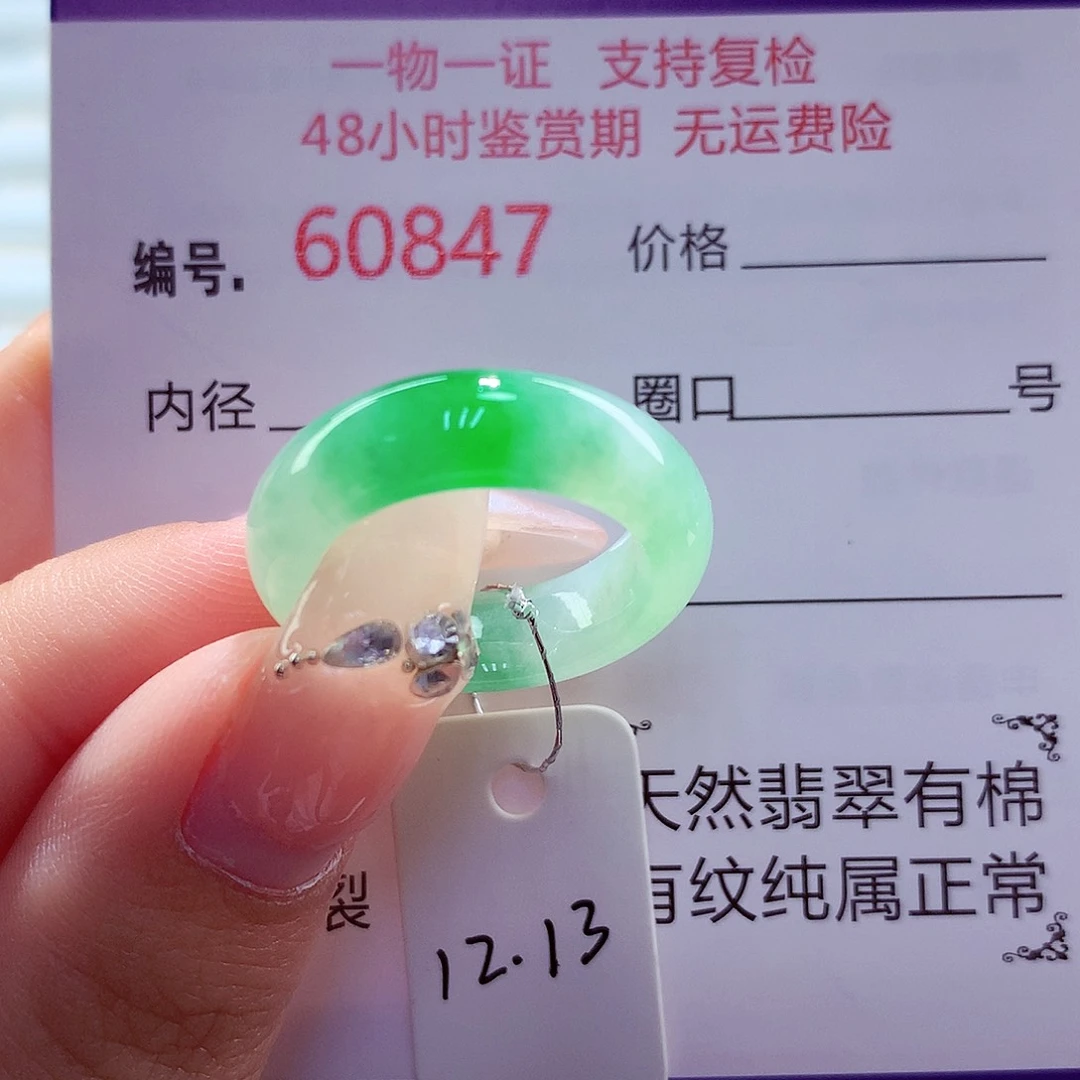 一物一证 支持复检
48小时鉴赏期 无运费险
编号. 60847 价格
内径 圈口 号
天然翡翠有棉
有纹纯属正常
裂
12.13